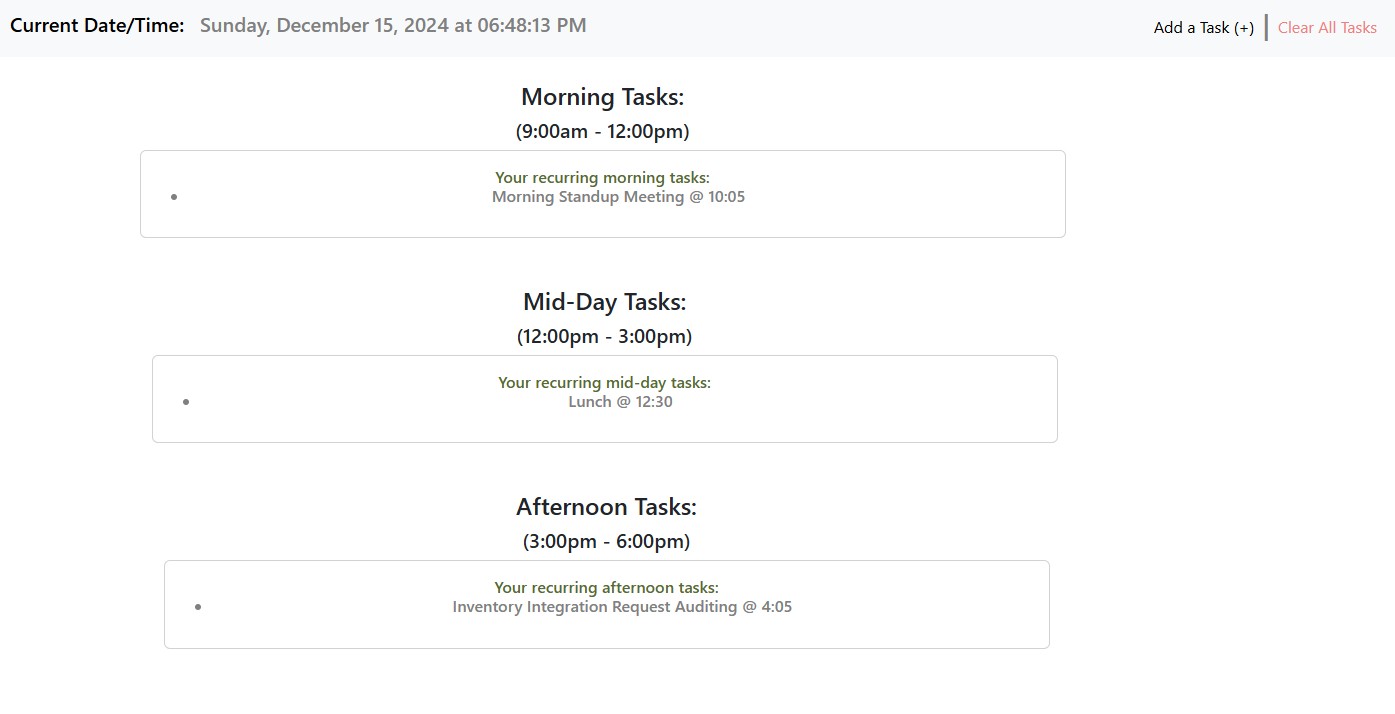 Current Date/Time: Sunday, December 15, 2024 at 06:48:13 PM
Add a Task (+) | Clear All Tasks
Morning Tasks:
(9:00am - 12:00pm)
Your recurring morning tasks:
• Morning Standup Meeting @ 10:05
Mid-Day Tasks:
(12:00pm - 3:00pm)
Your recurring mid-day tasks:
• Lunch @ 12:30
Afternoon Tasks:
(3:00pm - 6:00pm)
Your recurring afternoon tasks:
• Inventory Integration Request Auditing @ 4:05